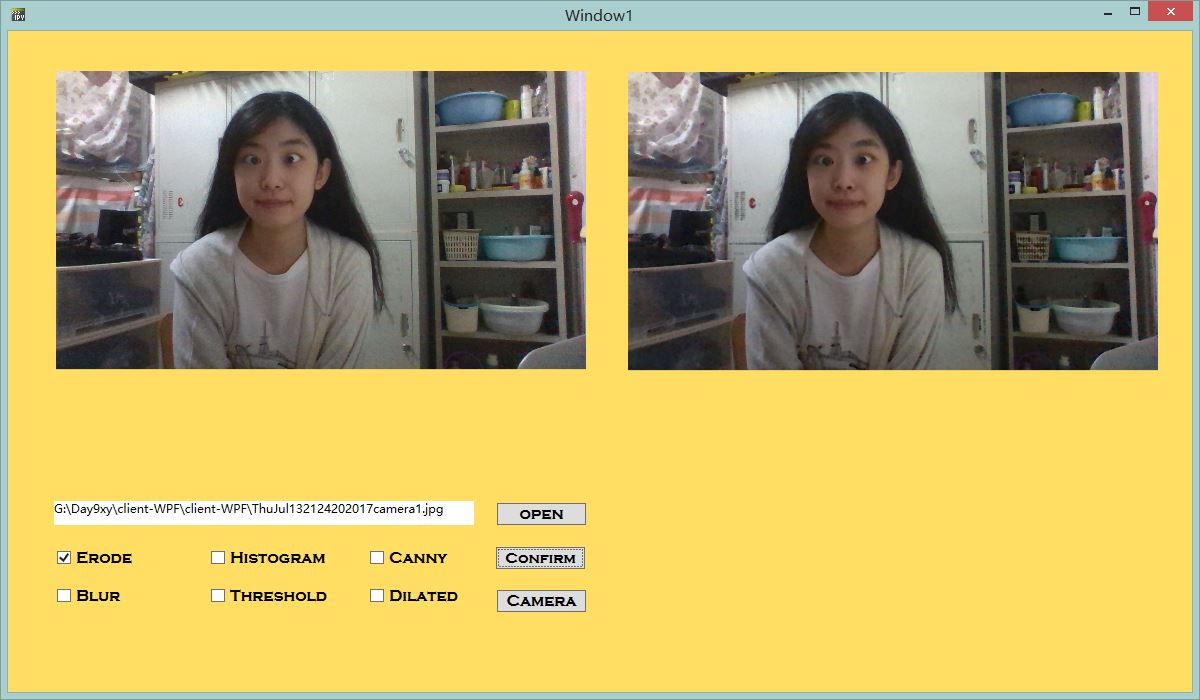 Window1
G:\Day9xy\client-WPF\client-WPF\ThuJul132124202017camera1.jpg
OPEN
Erode
Histogram
Canny
Confirm
Blur
Threshold
Dilated
Camera